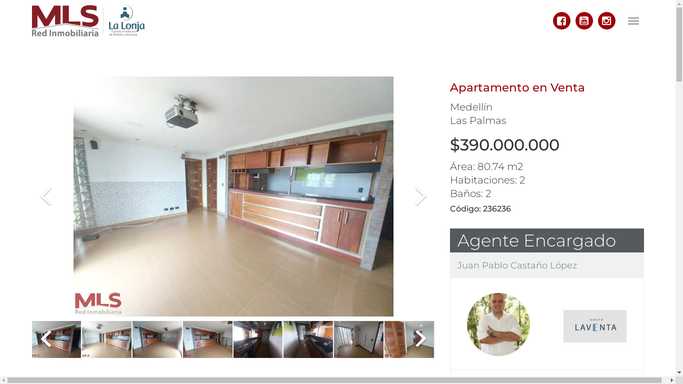 MLS
Red Inmobiliaria
La Lonja
Apartamento en Venta
Medellín
Las Palmas
$390.000.000
Área: 80.74 m2
Habitaciones: 2
Baños: 2
Código: 236236
Agente Encargado
Juan Pablo Castaño López
LAVENTA
MLS
Red Inmobiliaria